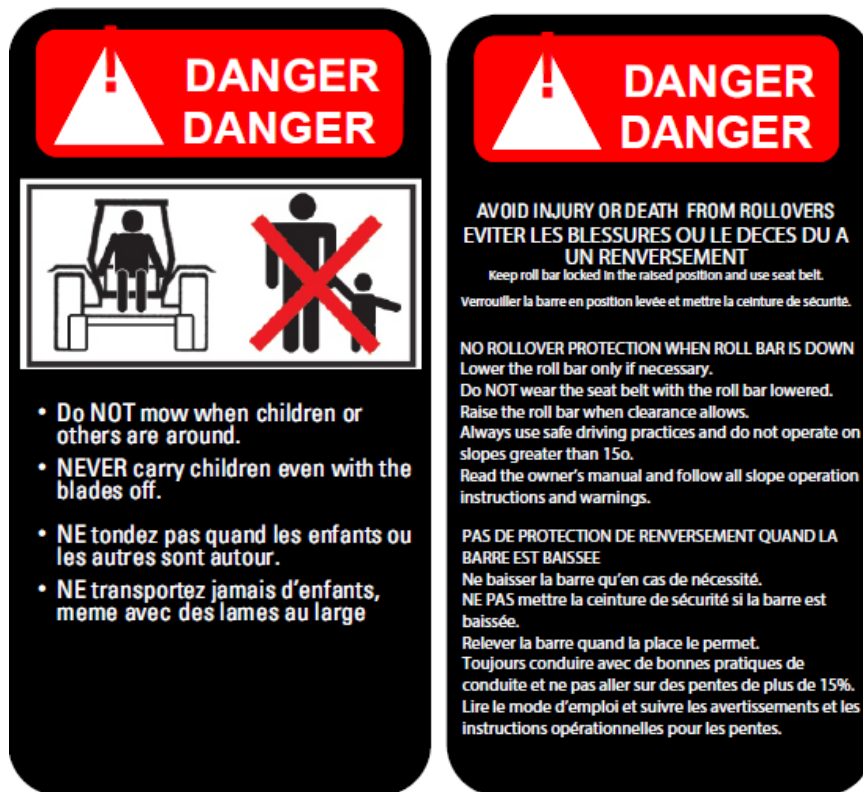 DANGER
DANGER
• Do NOT mow when children or
others are around.
• NEVER carry children even with the
blades off.
• NE tondez pas quand les enfants ou
les autres sont autour.
• NE transportez jamais d'enfants,
meme avec des lames au large
DANGER
DANGER
AVOID INJURY OR DEATH FROM ROLLOVERS
EVITER LES BLESSURES OU LE DECES DU A
UN RENVERSEMENT
Keep roll bar locked in the raised position and use seat belt.
Verrouiller la barre en position levée et mettre la ceinture de sécurité.
NO ROLLOVER PROTECTION WHEN ROLL BAR IS DOWN
Lower the roll bar only if necessary.
Do NOT wear the seat belt with the roll bar lowered.
Raise the roll bar when clearance allows.
Always use safe driving practices and do not operate on
slopes greater than 15o.
Read the owner's manual and follow all slope operation
instructions and warnings.
PAS DE PROTECTION DE RENVERSEMENT QUAND LA
BARRE EST BAISSEE
Ne baisser la barre qu'en cas de nécessité.
NE PAS mettre la ceinture de sécurité si la barre est
baissée.
Relever la barre quand la place le permet.
Toujours conduire avec de bonnes pratiques de
conduite et ne pas aller sur des pentes de plus de 15%.
Lire le mode d'emploi et suivre les avertissements et les
instructions opérationnelles pour les pentes.